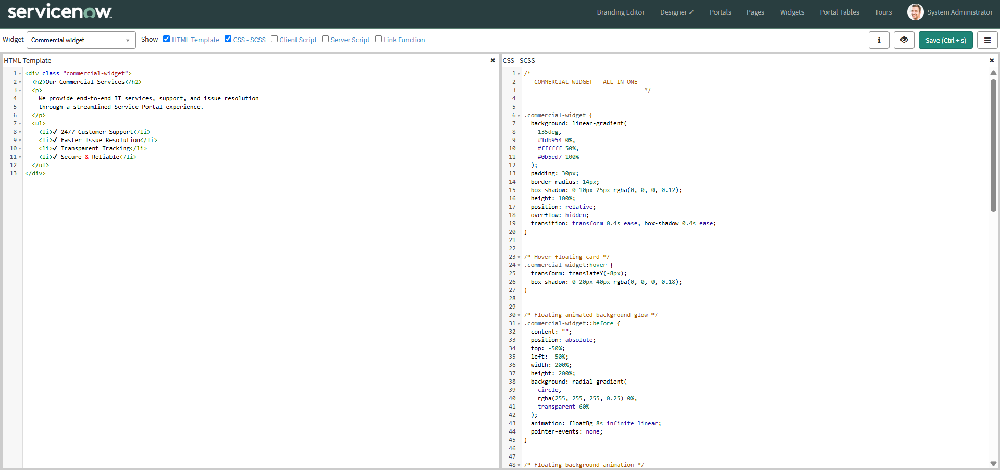 servicenow
Branding Editor Designer Portals Pages Widgets Portal Tables Tours System Administrator
Widget Commercial widget Show HTML Template CSS - SCSS Client Script Server Script Link Function i Save (Ctrl + s)
HTML Template
1 <div class="commercial-widget">
2 <h2>Our Commercial Services</h2>
3 <p>
4 We provide end-to-end IT services, support, and issue resolution
5 through a streamlined Service Portal experience.
6 </p>
7 <ul>
8 <li>✔ 24/7 Customer Support</li>
9 <li>✔ Faster Issue Resolution</li>
10 <li>✔ Transparent Tracking</li>
11 <li>✔ Secure & Reliable</li>
12 </ul>
13 </div>
CSS - SCSS
1 /* ===============================
2 COMMERCIAL WIDGET – ALL IN ONE
3 =============================== */
4
5
6 .commercial-widget {
7 background: linear-gradient(
8 135deg,
9 #1db954 0%,
10 #ffffff 50%,
11 #0b5ed7 100%
12 );
13 padding: 30px;
14 border-radius: 14px;
15 box-shadow: 0 10px 25px rgba(0, 0, 0, 0.12);
16 height: 100%;
17 position: relative;
18 overflow: hidden;
19 transition: transform 0.4s ease, box-shadow 0.4s ease;
20 }
21
22
23 /* Hover floating card */
24 .commercial-widget:hover {
25 transform: translateY(-8px);
26 box-shadow: 0 20px 40px rgba(0, 0, 0, 0.18);
27 }
28
29
30 /* Floating animated background glow */
31 .commercial-widget::before {
32 content: "";
33 position: absolute;
34 top: -50%;
35 left: -50%;
36 width: 200%;
37 height: 200%;
38 background: radial-gradient(
39 circle,
40 rgba(255, 255, 255, 0.25) 0%,
41 transparent 60%
42 );
43 animation: floatBg 8s infinite linear;
44 pointer-events: none;
45 }
46
47
48 /* Floating background animation */